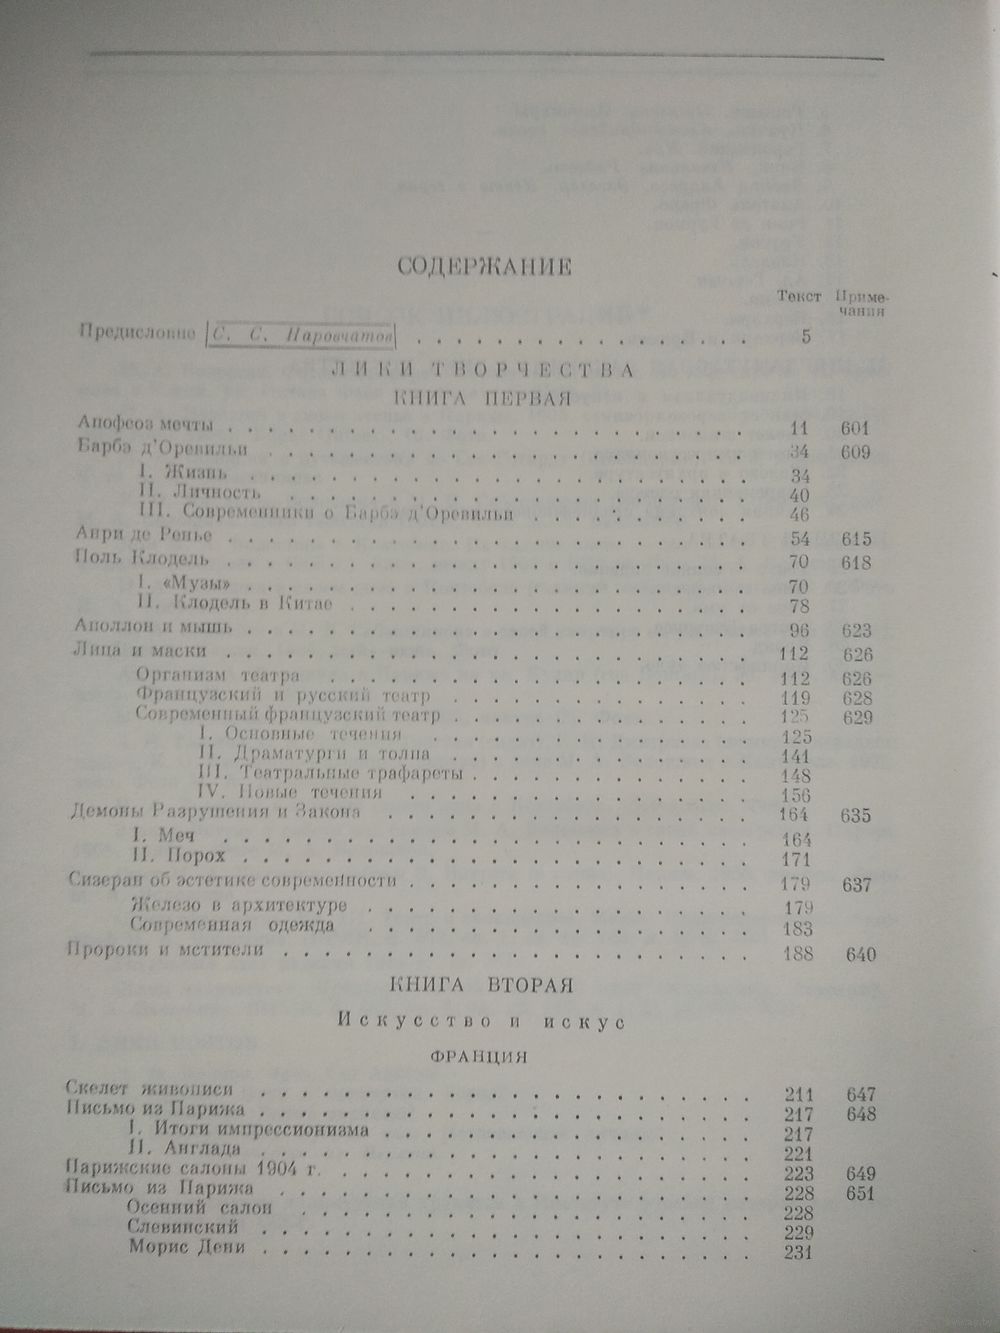 СОДЕРЖАНИЕ
Текст Приме-
чания
Предисловие С. С. Наровчатов . . . . . . . . . . . . . . 5
ЛИКИ ТВОРЧЕСТВА
КНИГА ПЕРВАЯ
Апофеоз мечты . . . . . . . . . . . . . . . . . . . . . . . 11 601
Барбэ д'Оревильи . . . . . . . . . . . . . . . . . . . . . 34 609
I. Жизнь . . . . . . . . . . . . . . . . . . . . . . 34
II. Личность . . . . . . . . . . . . . . . . . . . . 40
III. Современники о Барбэ д'Оревильи . . . . . . . . . 46
Анри де Ренье . . . . . . . . . . . . . . . . . . . . . . . 54 615
Поль Клодель . . . . . . . . . . . . . . . . . . . . . . . 70 618
I. «Музы» . . . . . . . . . . . . . . . . . . . . . . 70
II. Клодель в Китае . . . . . . . . . . . . . . . . . 78
Аполлон и мышь . . . . . . . . . . . . . . . . . . . . . . 96 623
Лица и маски . . . . . . . . . . . . . . . . . . . . . . . 112 626
Организм театра . . . . . . . . . . . . . . . . . . . 112 626
Французский и русский театр . . . . . . . . . . . . . 119 628
Современный французский театр . . . . . . . . . . . . 125 629
I. Основные течения . . . . . . . . . . . . . . 125
II. Драматурги и толпа . . . . . . . . . . . . . 141
III. Театральные трафареты . . . . . . . . . . . 148
IV. Новые течения . . . . . . . . . . . . . . . 156
Демоны Разрушения и Закона . . . . . . . . . . . . . . . 164 635
I. Меч . . . . . . . . . . . . . . . . . . . . . . . 164
II. Порох . . . . . . . . . . . . . . . . . . . . . . 171
Сизеран об эстетике современности . . . . . . . . . . . . 179 637
Железо в архитектуре . . . . . . . . . . . . . . . . 179
Современная одежда . . . . . . . . . . . . . . . . 183
Пророки и мстители . . . . . . . . . . . . . . . . . . . . 188 640
КНИГА ВТОРАЯ
Искусство и искус
ФРАНЦИЯ
Скелет живописи . . . . . . . . . . . . . . . . . . . . . 211 647
Письмо из Парижа . . . . . . . . . . . . . . . . . . . . . 217 648
I. Итоги импрессионизма . . . . . . . . . . . . . . . 217
II. Англада . . . . . . . . . . . . . . . . . . . . . 221
Парижские салоны 1904 г. . . . . . . . . . . . . . . . . . 223 649
Письмо из Парижа . . . . . . . . . . . . . . . . . . . . 228 651
Осенний салон . . . . . . . . . . . . . . . . . . . 228
Слевинский . . . . . . . . . . . . . . . . . . . . . 229
Морис Дени . . . . . . . . . . . . . . . . . . . . . 231